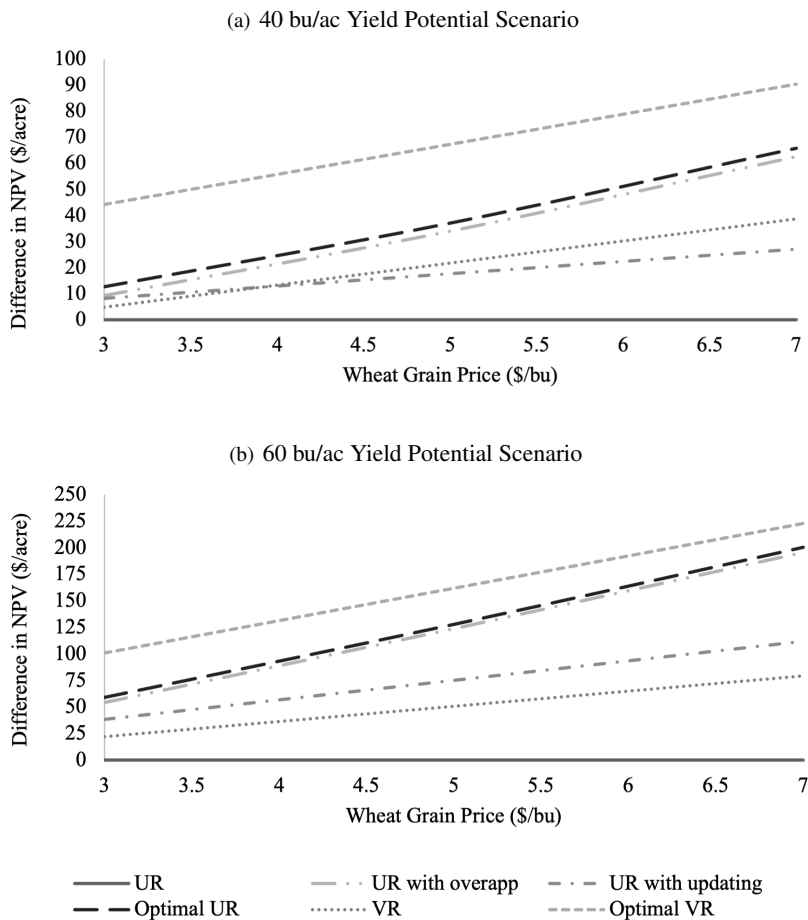 (a) 40 bu/ac Yield Potential Scenario
100
90
80
70
60
50
40
30
20
10
0
Difference in NPV ($/acre)
3 3.5 4 4.5 5 5.5 6 6.5 7
Wheat Grain Price ($/bu)
(b) 60 bu/ac Yield Potential Scenario
250
225
200
175
150
125
100
75
50
25
0
Difference in NPV ($/acre)
3 3.5 4 4.5 5 5.5 6 6.5 7
Wheat Grain Price ($/bu)
UR UR with overapp UR with updating
Optimal UR VR Optimal VR